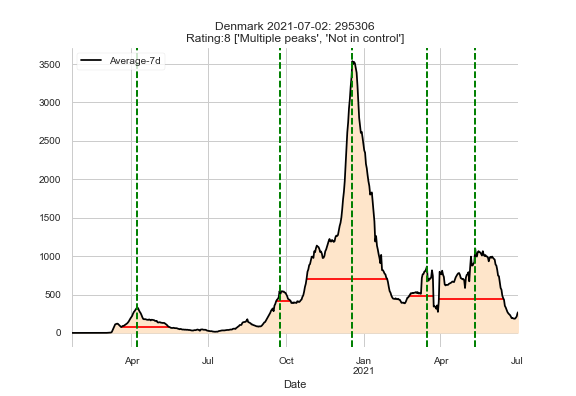 Denmark 2021-07-02: 295306
Rating:8 ['Multiple peaks', 'Not in control']
Average-7d
3500
3000
2500
2000
1500
1000
500
0
Apr Jul Oct Jan Apr Jul
2021
Date